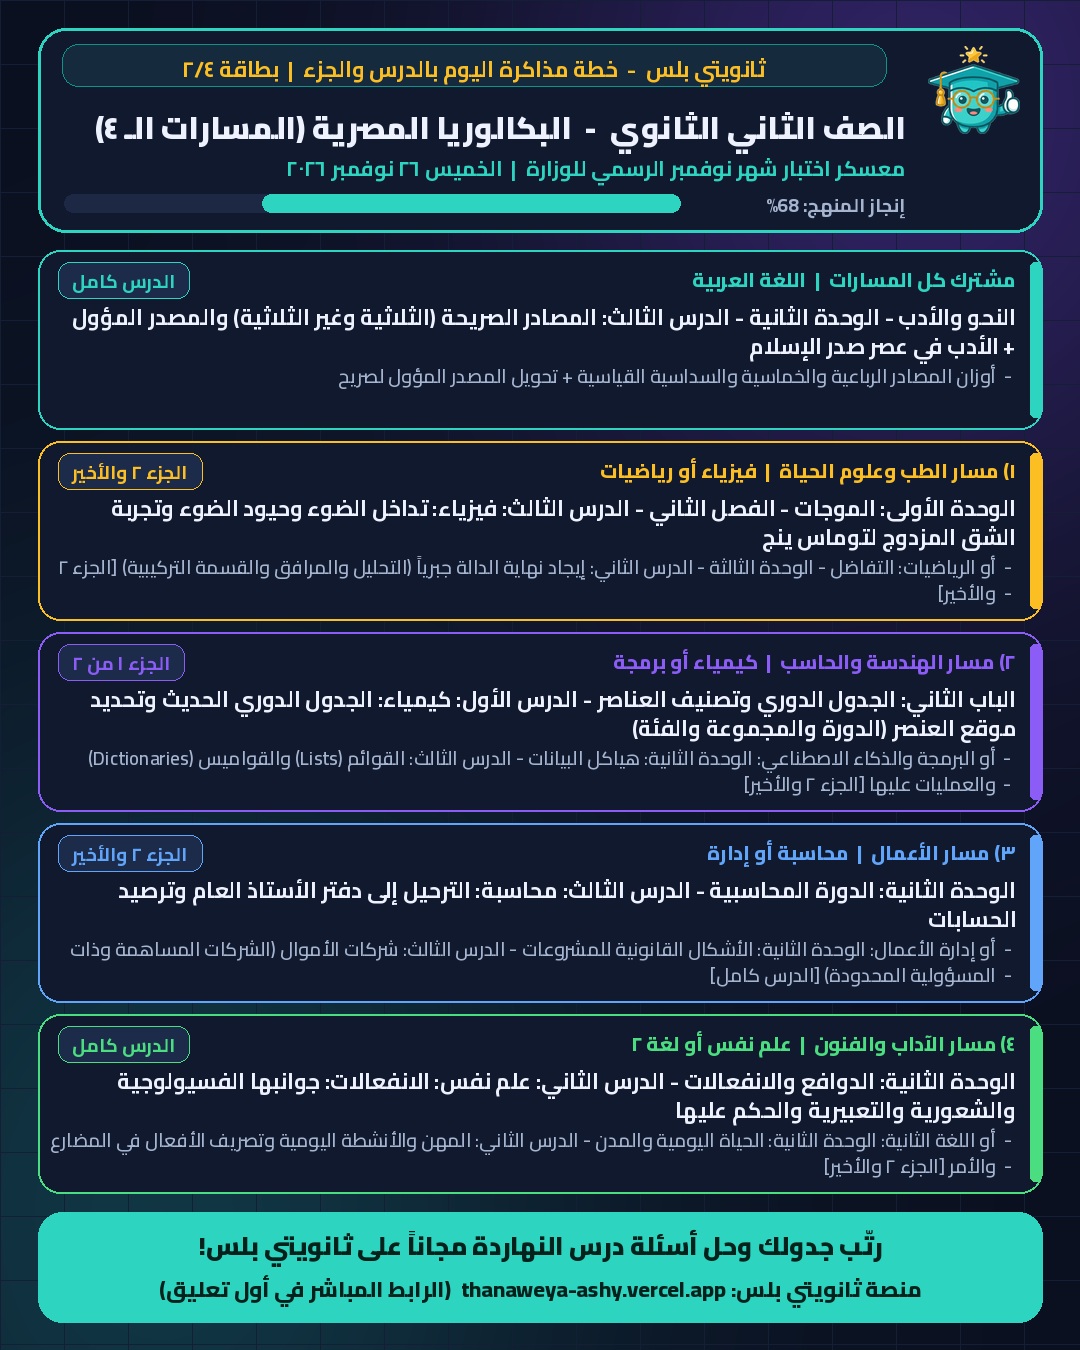 ثانويتي بلس - خطة مذاكرة اليوم بالدرس والجزء | بطاقة ٢/٤
الصف الثاني الثانوي - البكالوريا المصرية (المسارات الـ ٤)
معسكر اختبار شهر نوفمبر الرسمي للوزارة | الخميس ٢٦ نوفمبر ٢٠٢٦
إنجاز المنهج: 68%
مشترك كل المسارات | اللغة العربية
الدرس كامل
النحو والأدب - الوحدة الثانية - الدرس الثالث: المصادر الصريحة (الثلاثية وغير الثلاثية) والمصدر المؤول
+ الأدب في عصر صدر الإسلام
- أوزان المصادر الرباعية والخماسية والسداسية القياسية + تحويل المصدر المؤول لصريح
١) مسار الطب وعلوم الحياة | فيزياء أو رياضيات
الجزء ٢ والأخير
الوحدة الأولى: الموجات - الفصل الثاني - الدرس الثالث: فيزياء: تداخل الضوء وحيود الضوء وتجربة
الشق المزدوج لتوماس ينج
- أو الرياضيات: التفاضل - الوحدة الثالثة - الدرس الثاني: إيجاد نهاية الدالة جبرياً (التحليل والمرافق والقسمة التركيبية) [الجزء ٢
- والأخير]
٢) مسار الهندسة والحاسب | كيمياء أو برمجة
الجزء ١ من ٢
الباب الثاني: الجدول الدوري وتصنيف العناصر - الدرس الأول: كيمياء: الجدول الدوري الحديث وتحديد
موقع العنصر (الدورة والمجموعة والفئة)
- أو البرمجة والذكاء الاصطناعي: الوحدة الثانية: هياكل البيانات - الدرس الثالث: القوائم (Lists) والقواميس (Dictionaries)
- والعمليات عليها [الجزء ٢ والأخير]
٣) مسار الأعمال | محاسبة أو إدارة
الجزء ٢ والأخير
الوحدة الثانية: الدورة المحاسبية - الدرس الثالث: محاسبة: الترحيل إلى دفتر الأستاذ العام وترصيد
الحسابات
- أو إدارة الأعمال: الوحدة الثانية: الأشكال القانونية للمشروعات - الدرس الثالث: شركات الأموال (الشركات المساهمة وذات
- المسؤولية المحدودة) [الدرس كامل]
٤) مسار الآداب والفنون | علم نفس أو لغة ٢
الدرس كامل
الوحدة الثانية: الدوافع والانفعالات - الدرس الثاني: علم نفس: الانفعالات: جوانبها الفسيولوجية
والشعورية والتعبيرية والحكم عليها
- أو اللغة الثانية: الوحدة الثانية: الحياة اليومية والمدن - الدرس الثاني: المهن والأنشطة اليومية وتصريف الأفعال في المضارع
- والأمر [الجزء ٢ والأخير]
رتّب جدولك وحل أسئلة درس النهاردة مجاناً على ثانويتي بلس!
منصة ثانويتي بلس: thanaweya-ashy.vercel.app (الرابط المباشر في أول تعليق)